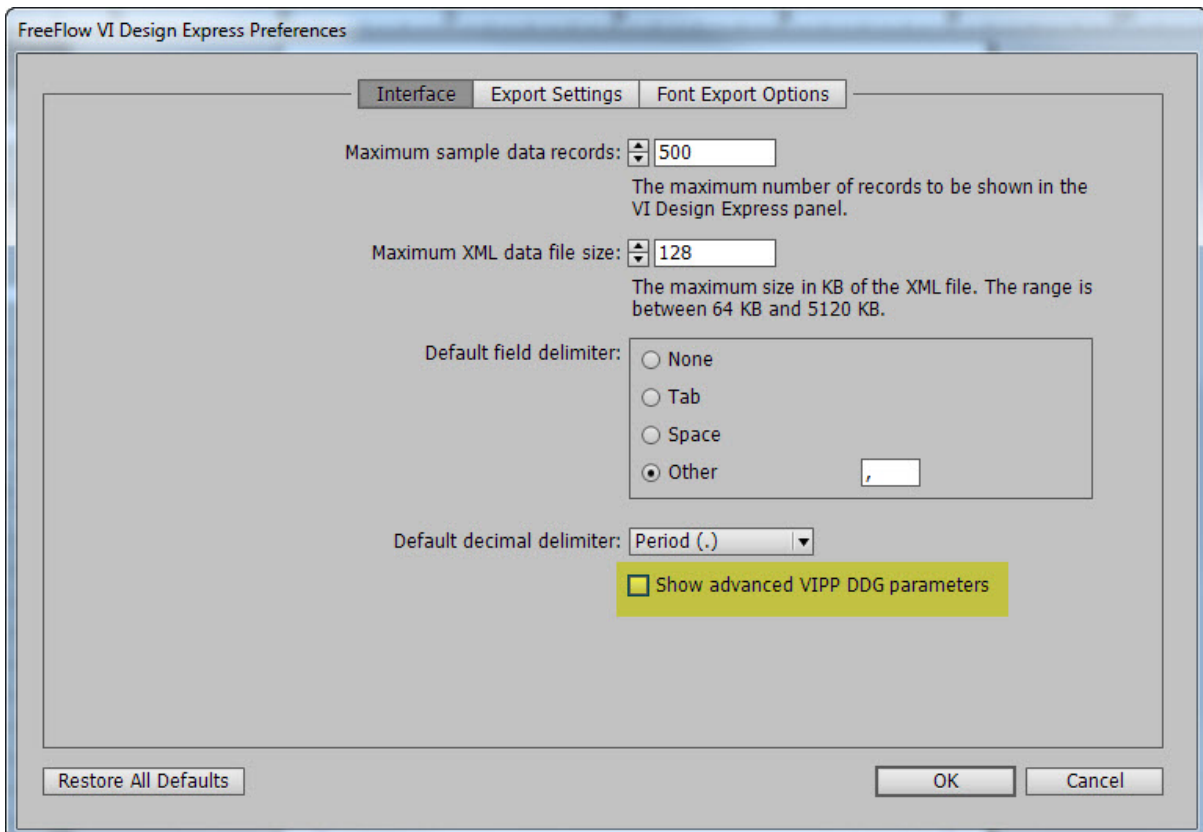 FreeFlow VI Design Express Preferences
Interface Export Settings Font Export Options
Maximum sample data records: 500
The maximum number of records to be shown in the
VI Design Express panel.
Maximum XML data file size: 128
The maximum size in KB of the XML file. The range is
between 64 KB and 5120 KB.
Default field delimiter:
None
Tab
Space
Other ,
Default decimal delimiter: Period (.)
Show advanced VIPP DDG parameters
Restore All Defaults OK Cancel